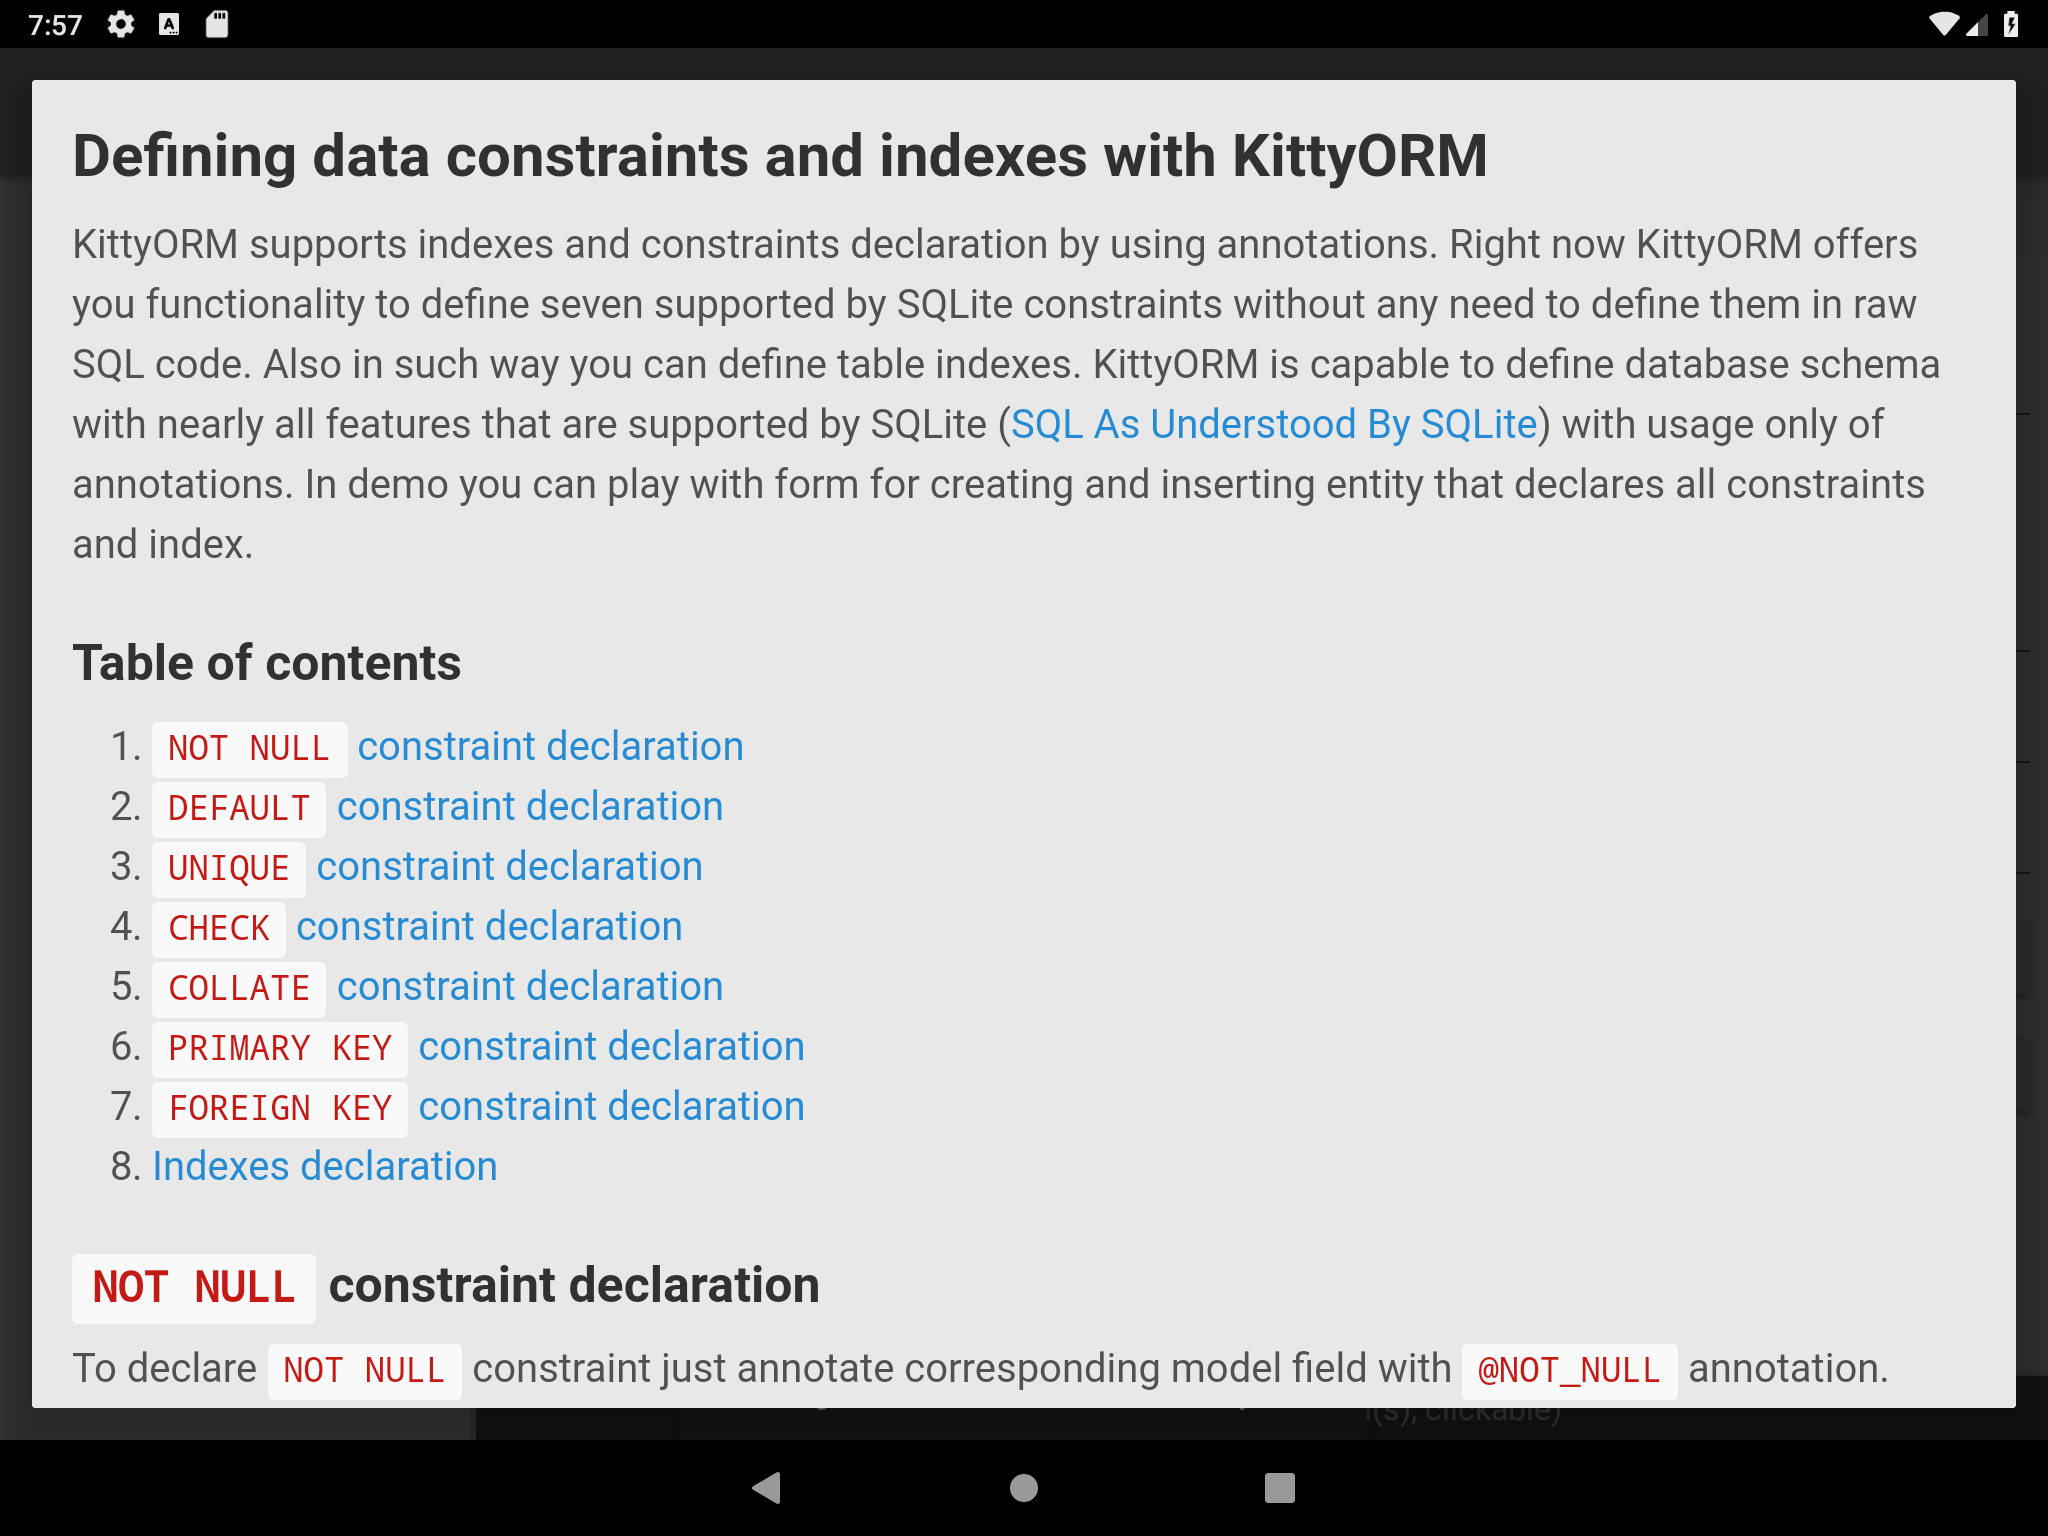 7:57
Defining data constraints and indexes with KittyORM
KittyORM supports indexes and constraints declaration by using annotations. Right now KittyORM offers
you functionality to define seven supported by SQLite constraints without any need to define them in raw
SQL code. Also in such way you can define table indexes. KittyORM is capable to define database schema
with nearly all features that are supported by SQLite (SQL As Understood By SQLite) with usage only of
annotations. In demo you can play with form for creating and inserting entity that declares all constraints
and index.
Table of contents
1. NOT NULL constraint declaration
2. DEFAULT constraint declaration
3. UNIQUE constraint declaration
4. CHECK constraint declaration
5. COLLATE constraint declaration
6. PRIMARY KEY constraint declaration
7. FOREIGN KEY constraint declaration
8. Indexes declaration
NOT NULL constraint declaration
To declare NOT NULL constraint just annotate corresponding model field with @NOT_NULL annotation.
clickable)